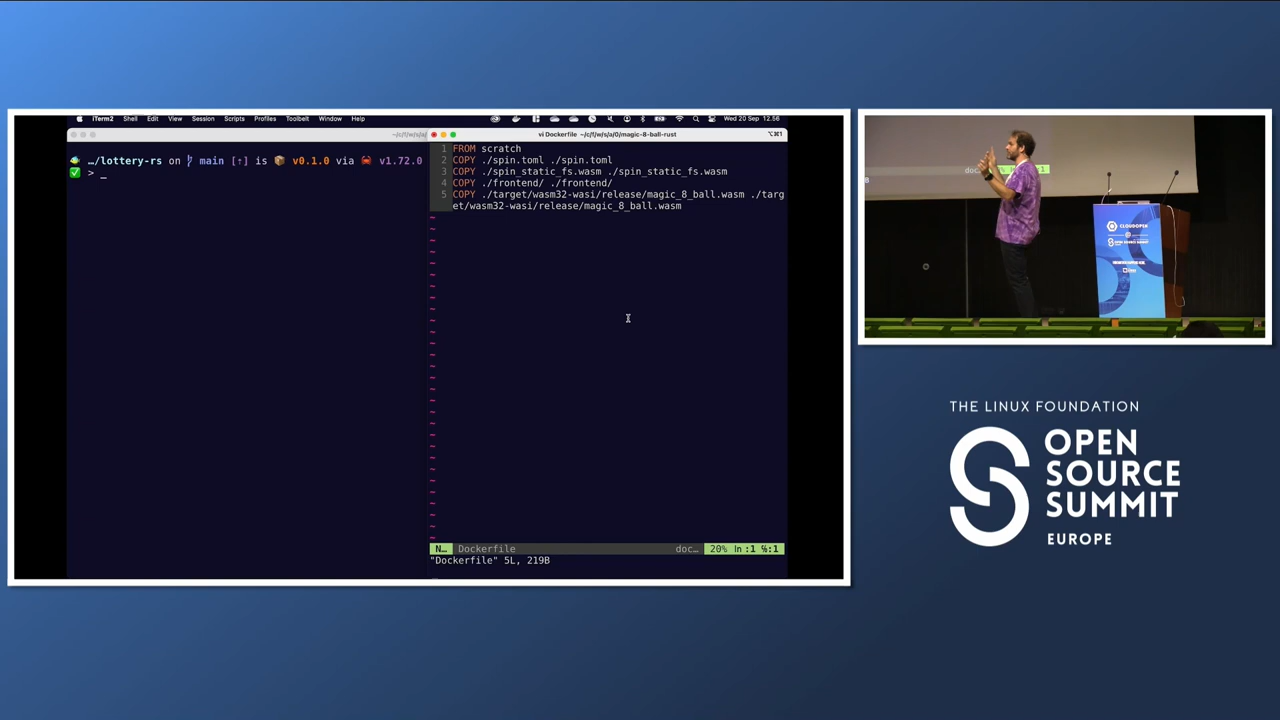 iTerm2 Shell Edit View Session Scripts Profiles Toolbelt Window Help
Wed 20 Sep 12.56
~/c/f/w/s/a/
vi Dockerfile ~/c/f/w/s/a/0/magic-8-ball-rust
⌥⌘1
…/lottery-rs on main [⇡] is 📦 v0.1.0 via 🦀 v1.72.0
✅ > _
1 FROM scratch
2 COPY ./spin.toml ./spin.toml
3 COPY ./spin_static_fs.wasm ./spin_static_fs.wasm
4 COPY ./frontend/ ./frontend/
5 COPY ./target/wasm32-wasi/release/magic_8_ball.wasm ./targ
et/wasm32-wasi/release/magic_8_ball.wasm
N… Dockerfile doc… 20% ln :1 %:1
"Dockerfile" 5L, 219B
CLOUDOPEN
THE LINUX FOUNDATION
OPEN
SOURCE
SUMMIT
EUROPE